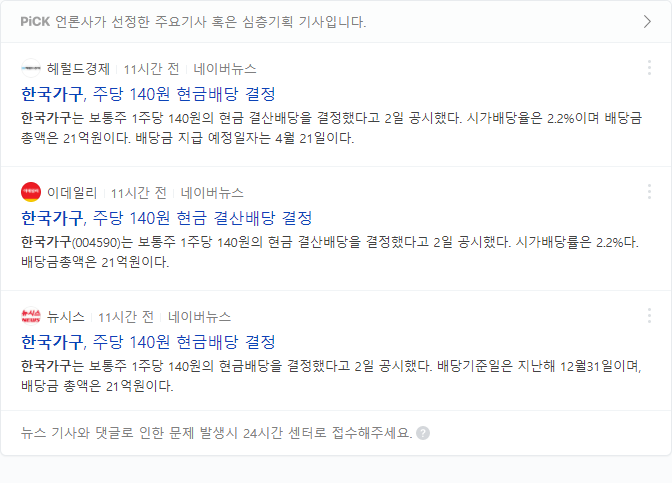 PiCK 언론사가 선정한 주요기사 혹은 심층기획 기사입니다.
헤럴드경제 11시간 전 네이버뉴스
한국가구, 주당 140원 현금배당 결정
한국가구는 보통주 1주당 140원의 현금 결산배당을 결정했다고 2일 공시했다. 시가배당율은 2.2%이며 배당금
총액은 21억원이다. 배당금 지급 예정일자는 4월 21일이다.
이데일리 11시간 전 네이버뉴스
한국가구, 주당 140원 현금 결산배당 결정
한국가구(004590)는 보통주 1주당 140원의 현금 결산배당을 결정했다고 2일 공시했다. 시가배당률은 2.2%다.
배당금총액은 21억원이다.
뉴시스 NEWS
뉴시스 11시간 전 네이버뉴스
한국가구, 주당 140원 현금배당 결정
한국가구는 보통주 1주당 140원의 현금배당을 결정했다고 2일 공시했다. 배당기준일은 지난해 12월31일이며,
배당금 총액은 21억원이다.
뉴스 기사와 댓글로 인한 문제 발생시 24시간 센터로 접수해주세요. ?